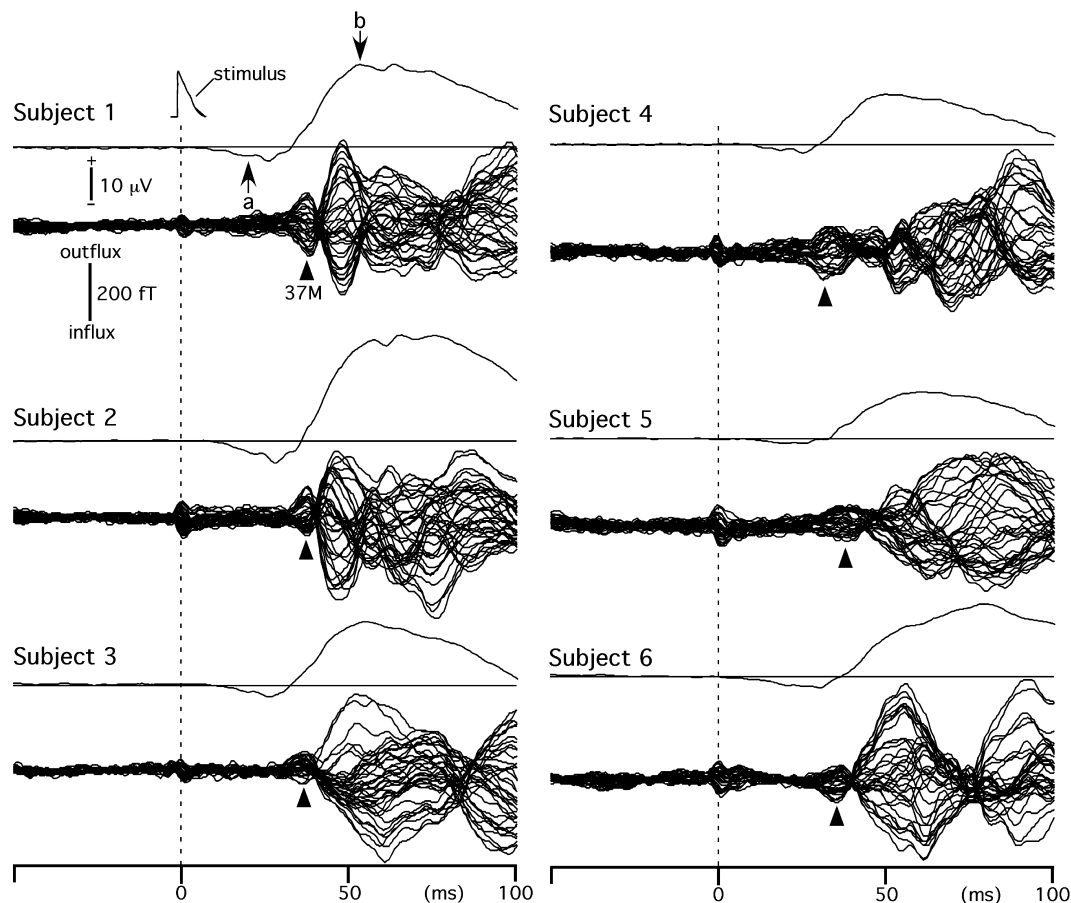 b
stimulus
Subject 1
+
10 μV
−
a
outflux
200 fT
influx
37M
Subject 2
Subject 3
0 50 (ms) 100
Subject 4
Subject 5
Subject 6
0 50 (ms) 100